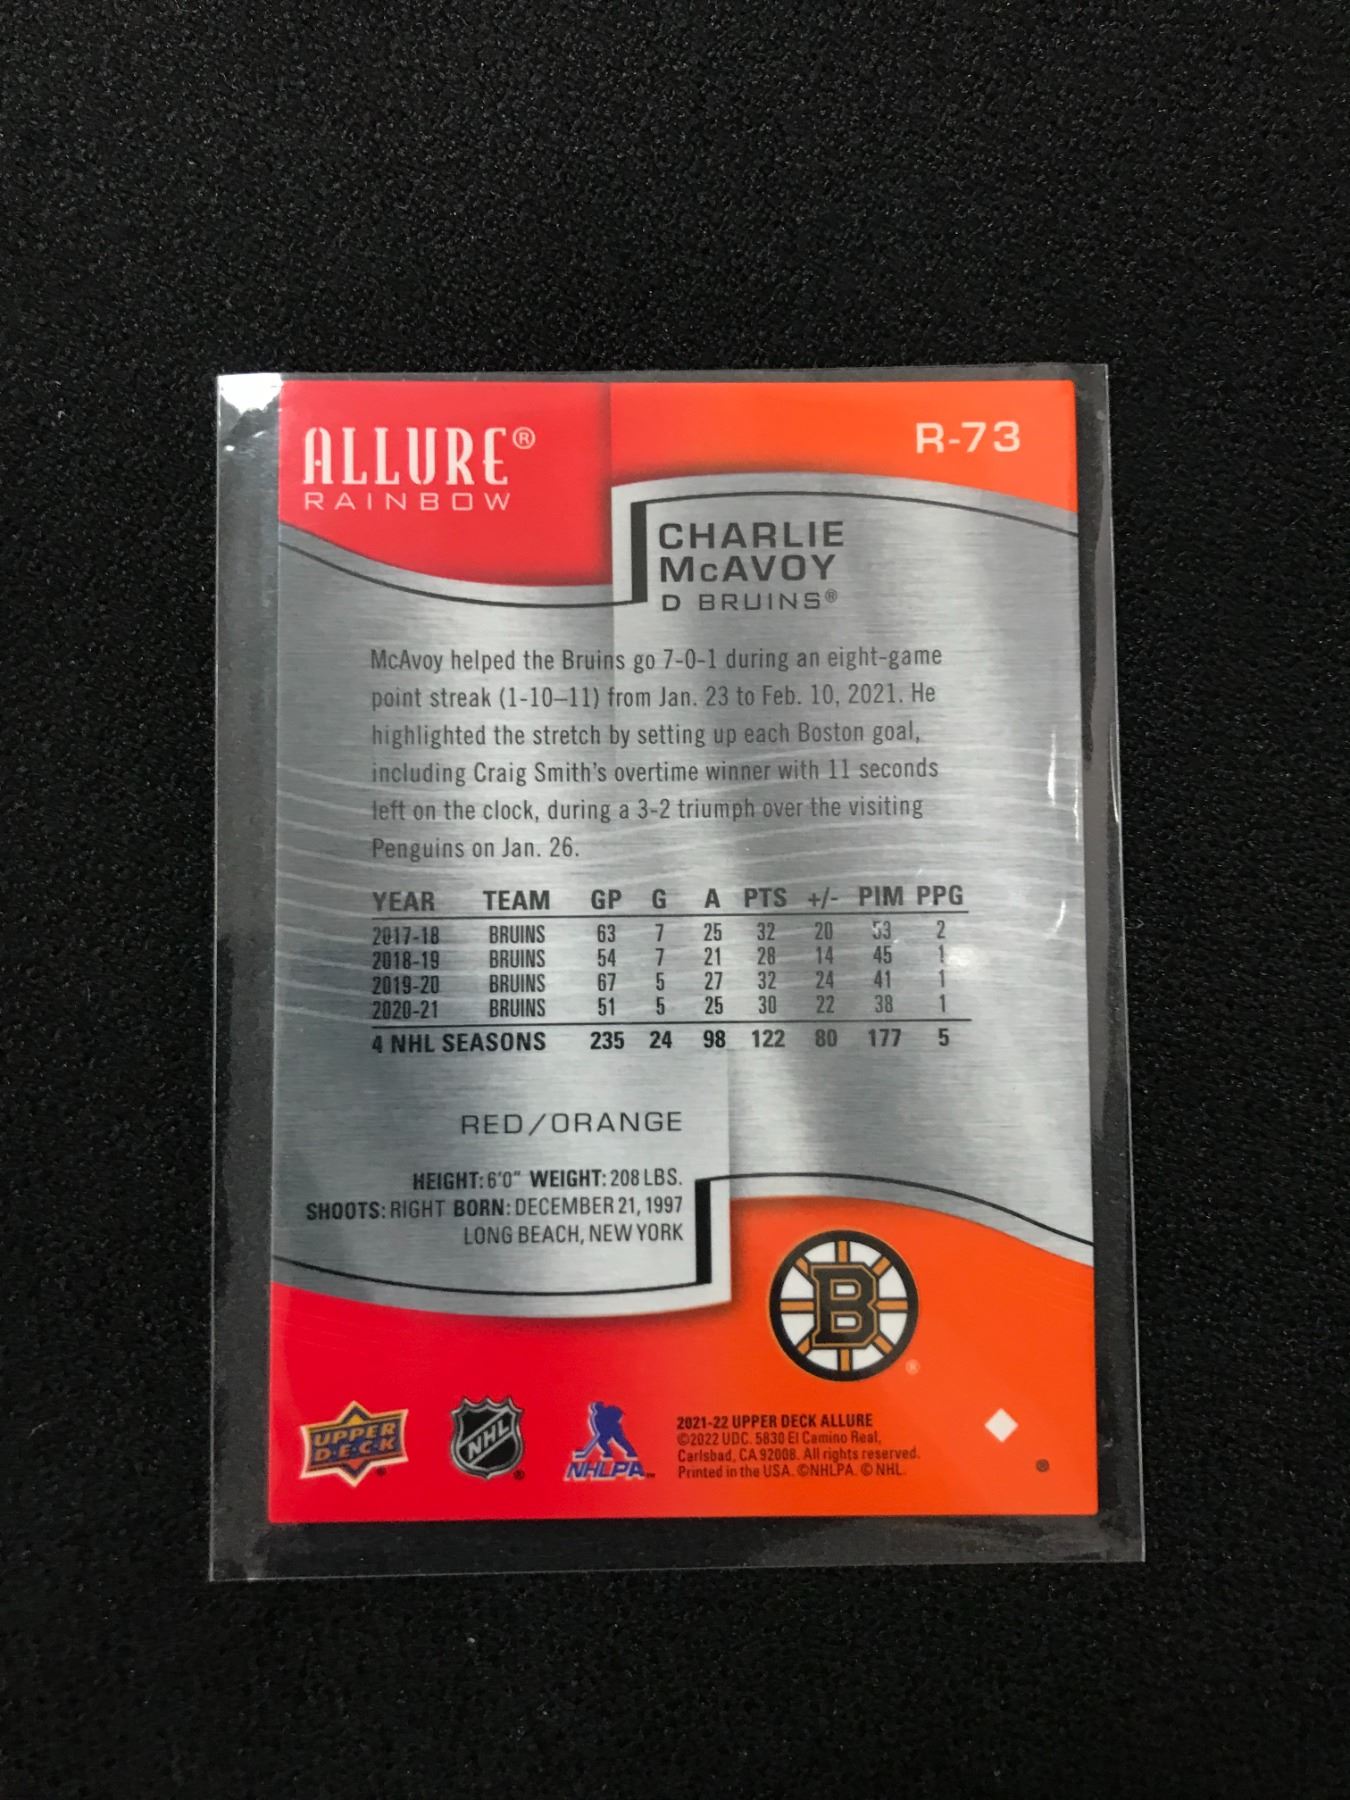 ALLURE®
RAINBOW
R-73
CHARLIE
McAVOY
D BRUINS®
McAvoy helped the Bruins go 7-0-1 during an eight-game
point streak (1-10–11) from Jan. 23 to Feb. 10, 2021. He
highlighted the stretch by setting up each Boston goal,
including Craig Smith's overtime winner with 11 seconds
left on the clock, during a 3-2 triumph over the visiting
Penguins on Jan. 26.
YEAR TEAM GP G A PTS +/- PIM PPG
2017-18 BRUINS 63 7 25 32 20 53 2
2018-19 BRUINS 54 7 21 28 14 45 1
2019-20 BRUINS 67 5 27 32 24 41 1
2020-21 BRUINS 51 5 25 30 22 38 1
4 NHL SEASONS 235 24 98 122 80 177 5
RED/ORANGE
HEIGHT: 6'0" WEIGHT: 208 LBS.
SHOOTS: RIGHT BORN: DECEMBER 21, 1997
LONG BEACH, NEW YORK
B
®
UPPER
DECK
®
NHL
®
NHLPA
™
2021-22 UPPER DECK ALLURE
©2022 UDC. 5830 El Camino Real,
Carlsbad, CA 92008. All rights reserved.
Printed in the USA. ©NHLPA. © NHL.
®